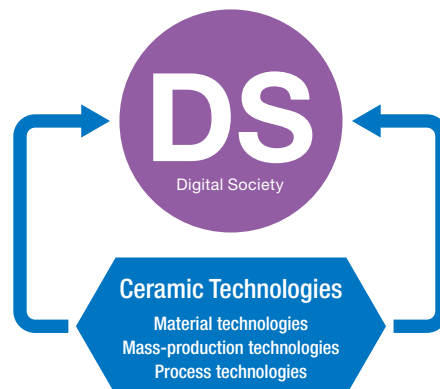 DS
Digital Society
Ceramic Technologies
Material technologies
Mass-production technologies
Process technologies